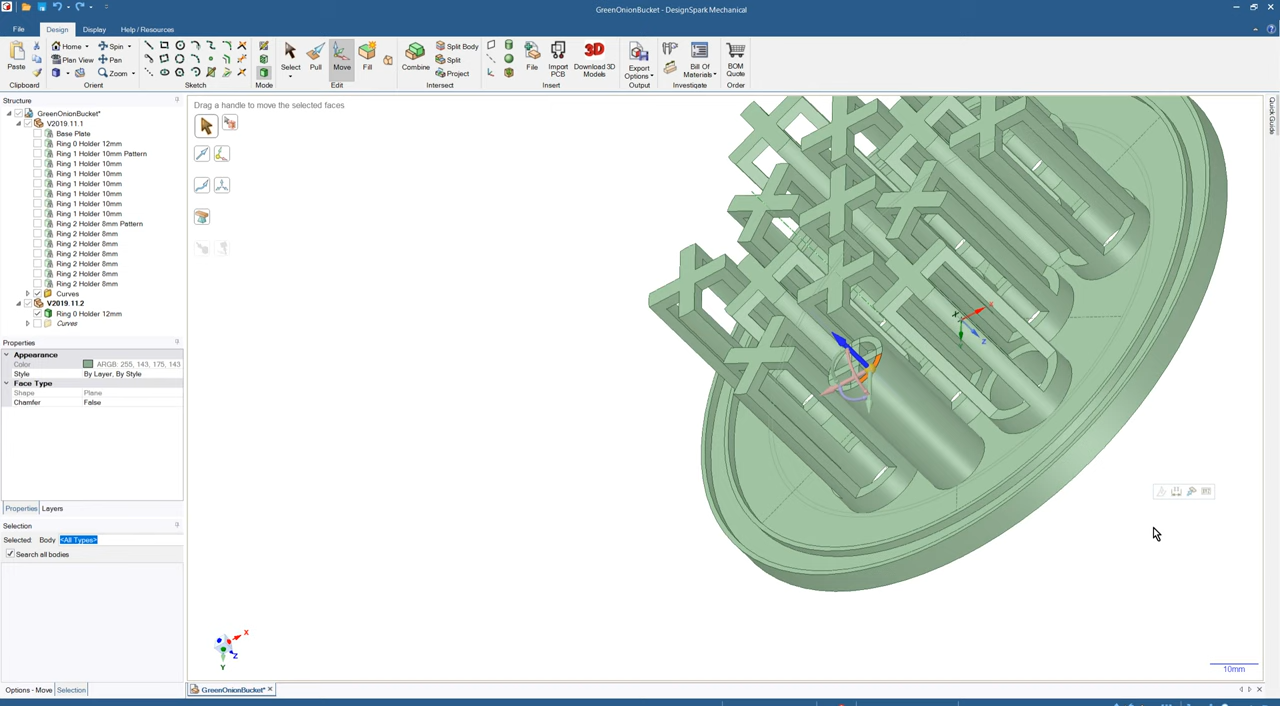 GreenOnionBucket - DesignSpark Mechanical
File
Design
Display
Help / Resources
Paste
Clipboard
Home
Spin
Plan View
Pan
Zoom
Orient
Sketch
Mode
Select
Pull
Move
Fill
Edit
Combine
Split Body
Split
Project
Intersect
File
Import PCB
Download 3D Models
Insert
Export Options
Output
Bill Of Materials
Investigate
BOM Quote
Order
Structure
GreenOnionBucket*
V2019.11.1
Base Plate
Ring 0 Holder 12mm
Ring 1 Holder 10mm Pattern
Ring 1 Holder 10mm
Ring 1 Holder 10mm
Ring 1 Holder 10mm
Ring 1 Holder 10mm
Ring 1 Holder 10mm
Ring 1 Holder 10mm
Ring 2 Holder 8mm Pattern
Ring 2 Holder 8mm
Ring 2 Holder 8mm
Ring 2 Holder 8mm
Ring 2 Holder 8mm
Ring 2 Holder 8mm
Ring 2 Holder 8mm
Curves
V2019.11.2
Ring 0 Holder 12mm
Curves
Properties
Appearance
Color ARGB: 255, 143, 175, 143
Style By Layer, By Style
Face Type
Shape Plane
Chamfer False
Properties Layers
Selection
Selected: Body <All Types>
Search all bodies
Options - Move Selection
Drag a handle to move the selected faces
X
Z
X
Z
Y
10mm
GreenOnionBucket*
Quick Guide